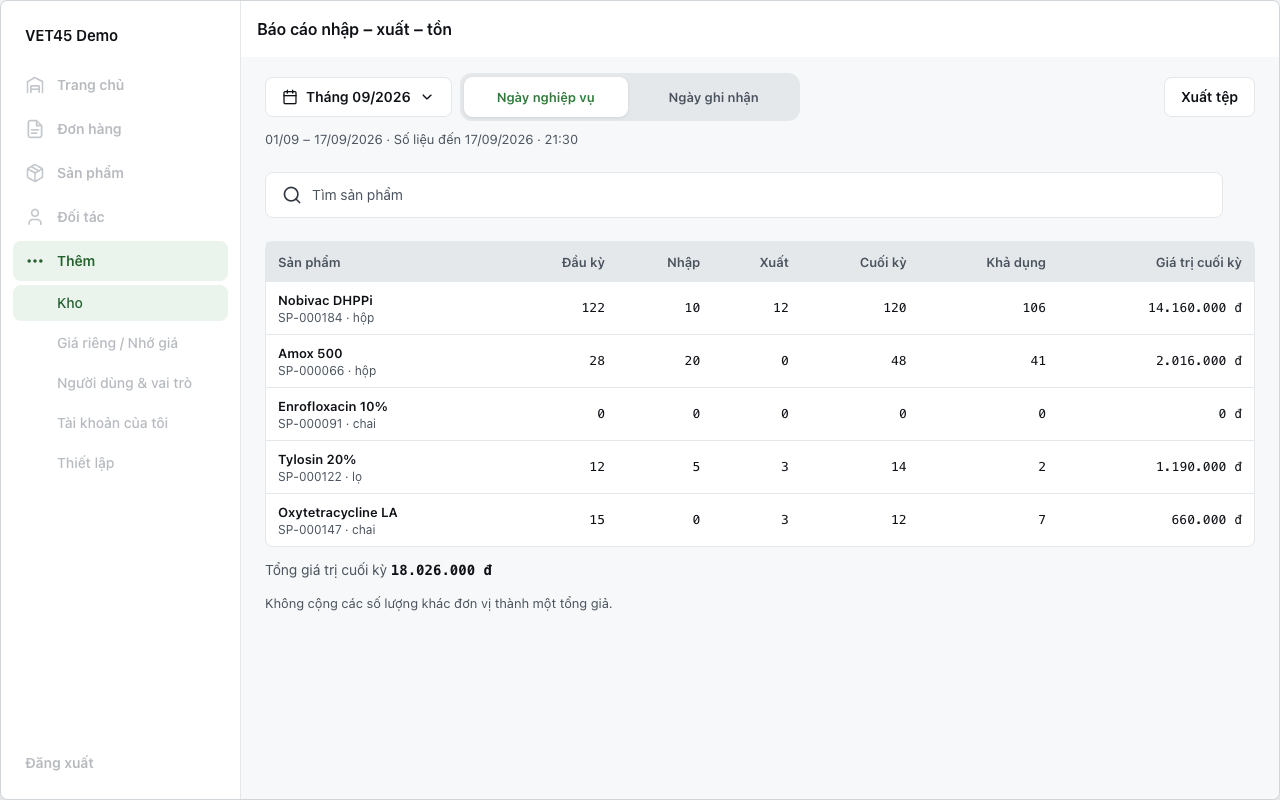 VET45 Demo
Trang chủ
Đơn hàng
Sản phẩm
Đối tác
Thêm
Kho
Giá riêng / Nhớ giá
Người dùng & vai trò
Tài khoản của tôi
Thiết lập
Đăng xuất
Báo cáo nhập – xuất – tồn
Tháng 09/2026 Ngày nghiệp vụ Ngày ghi nhận Xuất tệp
01/09 – 17/09/2026 · Số liệu đến 17/09/2026 · 21:30
Tìm sản phẩm
Sản phẩm Đầu kỳ Nhập Xuất Cuối kỳ Khả dụng Giá trị cuối kỳ
Nobivac DHPPi 122 10 12 120 106 14.160.000 đ
SP-000184 · hộp
Amox 500 28 20 0 48 41 2.016.000 đ
SP-000066 · hộp
Enrofloxacin 10% 0 0 0 0 0 0 đ
SP-000091 · chai
Tylosin 20% 12 5 3 14 2 1.190.000 đ
SP-000122 · lọ
Oxytetracycline LA 15 0 3 12 7 660.000 đ
SP-000147 · chai
Tổng giá trị cuối kỳ 18.026.000 đ
Không cộng các số lượng khác đơn vị thành một tổng giả.